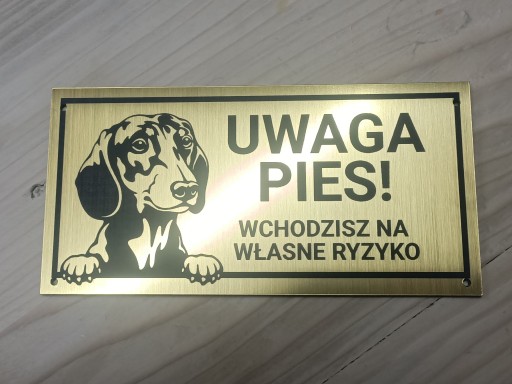 UWAGA
PIES!
WCHODZISZ NA
WŁASNE RYZYKO